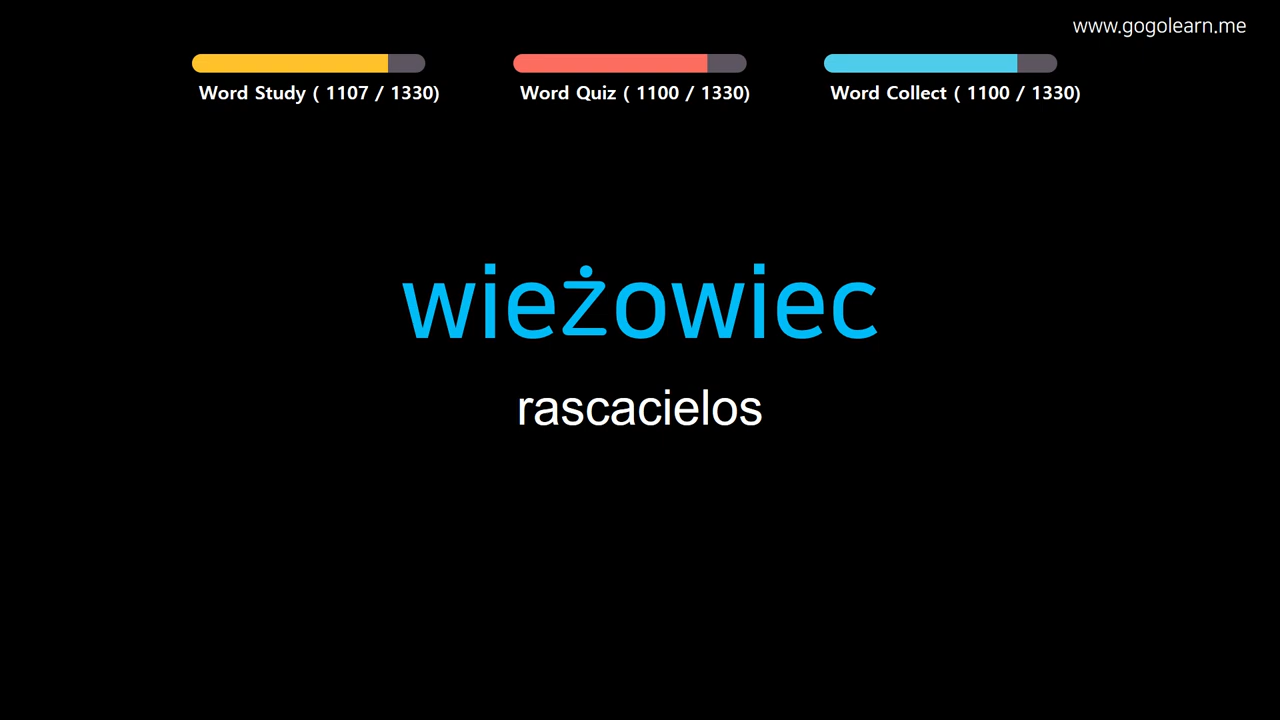 www.gogolearn.me
Word Study ( 1107 / 1330)
Word Quiz ( 1100 / 1330)
Word Collect ( 1100 / 1330)
wieżowiec
rascacielos